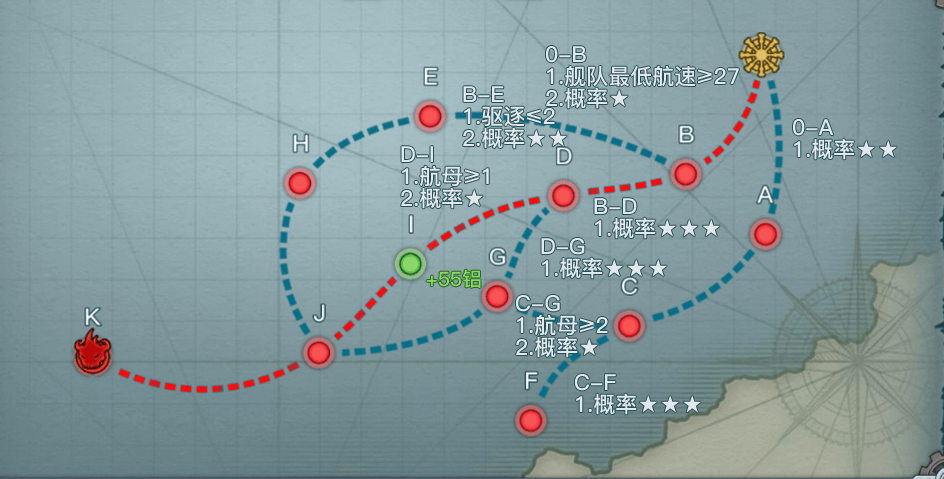 0-B
1.舰队最低航速≥27
2.概率★
E
B-E
1.驱逐≤2
2.概率★★
0-A
1.概率★★
B
H
D-I
1.航母≥1
2.概率★
D
A
B-D
1.概率★★★
I
D-G
1.概率★★★
G
+55铝
C
C-G
1.航母≥2
2.概率★
J
K
F
C-F
1.概率★★★